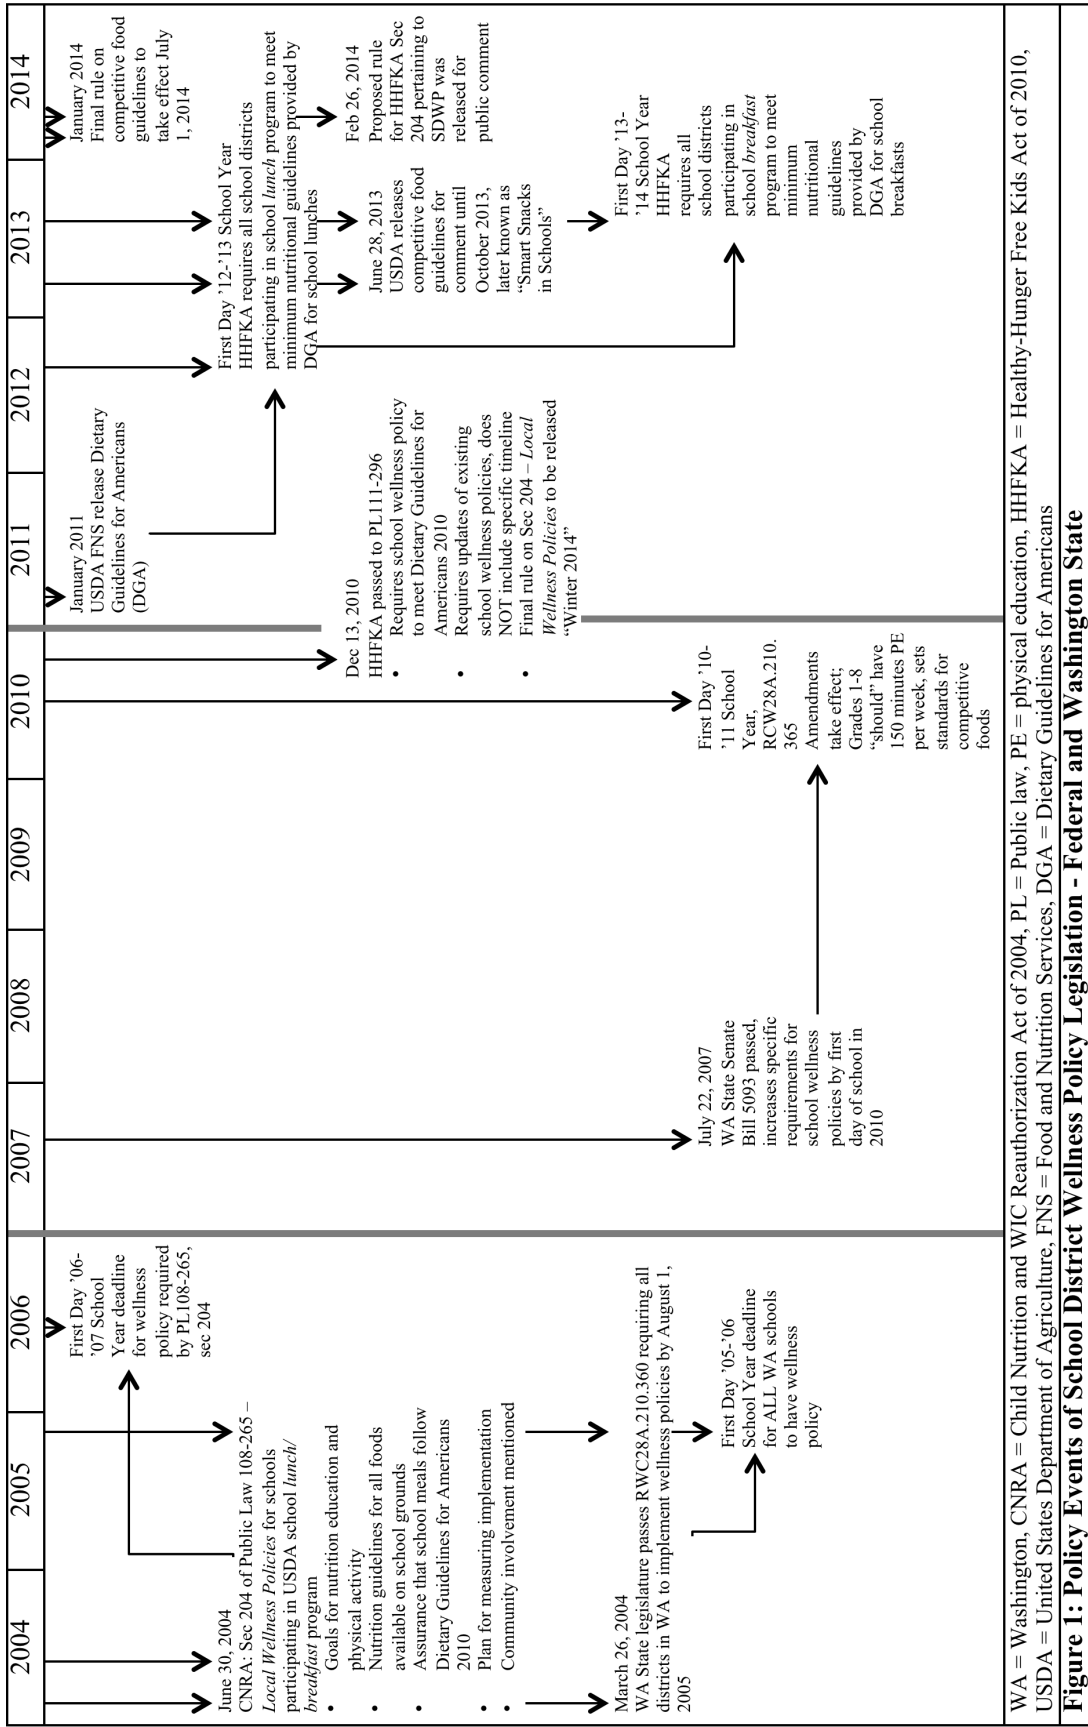 2004
2005
2006
2007
2008
2009
2010
2011
2012
2013
2014
First Day '06-
'07 School
Year deadline
for wellness
policy required
by PL108-265,
sec 204
June 30, 2004
CNRA: Sec 204 of Public Law 108-265 –
Local Wellness Policies for schools
participating in USDA school lunch/
breakfast program
• Goals for nutrition education and
physical activity
• Nutrition guidelines for all foods
available on school grounds
• Assurance that school meals follow
Dietary Guidelines for Americans
2010
• Plan for measuring implementation
• Community involvement mentioned
March 26, 2004
WA State legislature passes RWC28A.210.360 requiring all
districts in WA to implement wellness policies by August 1,
2005
First Day '05-'06
School Year deadline
for ALL WA schools
to have wellness
policy
July 22, 2007
WA State Senate
Bill 5093 passed,
increases specific
requirements for
school wellness
policies by first
day of school in
2010
First Day '10-
'11 School
Year,
RCW28A.210.
365
Amendments
take effect;
Grades 1-8
“should” have
150 minutes PE
per week, sets
standards for
competitive
foods
Dec 13, 2010
HHFKA passed to PL111-296
• Requires school wellness policy
to meet Dietary Guidelines for
Americans 2010
• Requires updates of existing
school wellness policies, does
NOT include specific timeline
• Final rule on Sec 204 – Local
Wellness Policies to be released
“Winter 2014”
January 2011
USDA FNS release Dietary
Guidelines for Americans
(DGA)
First Day '12-'13 School Year
HHFKA requires all school districts
participating in school lunch program to meet
minimum nutritional guidelines provided by
DGA for school lunches
June 28, 2013
USDA releases
competitive food
guidelines for
comment until
October 2013,
later known as
“Smart Snacks
in Schools”
First Day '13-
'14 School Year
HHFKA
requires all
school districts
participating in
school breakfast
program to meet
minimum
nutritional
guidelines
provided by
DGA for school
breakfasts
January 2014
Final rule on
competitive food
guidelines to
take effect July
1, 2014
Feb 26, 2014
Proposed rule
for HHFKA Sec
204 pertaining to
SDWP was
released for
public comment
WA = Washington, CNRA = Child Nutrition and WIC Reauthorization Act of 2004, PL = Public law, PE = physical education, HHFKA = Healthy-Hunger Free Kids Act of 2010,
USDA = United States Department of Agriculture, FNS = Food and Nutrition Services, DGA = Dietary Guidelines for Americans
Figure 1: Policy Events of School District Wellness Policy Legislation - Federal and Washington State